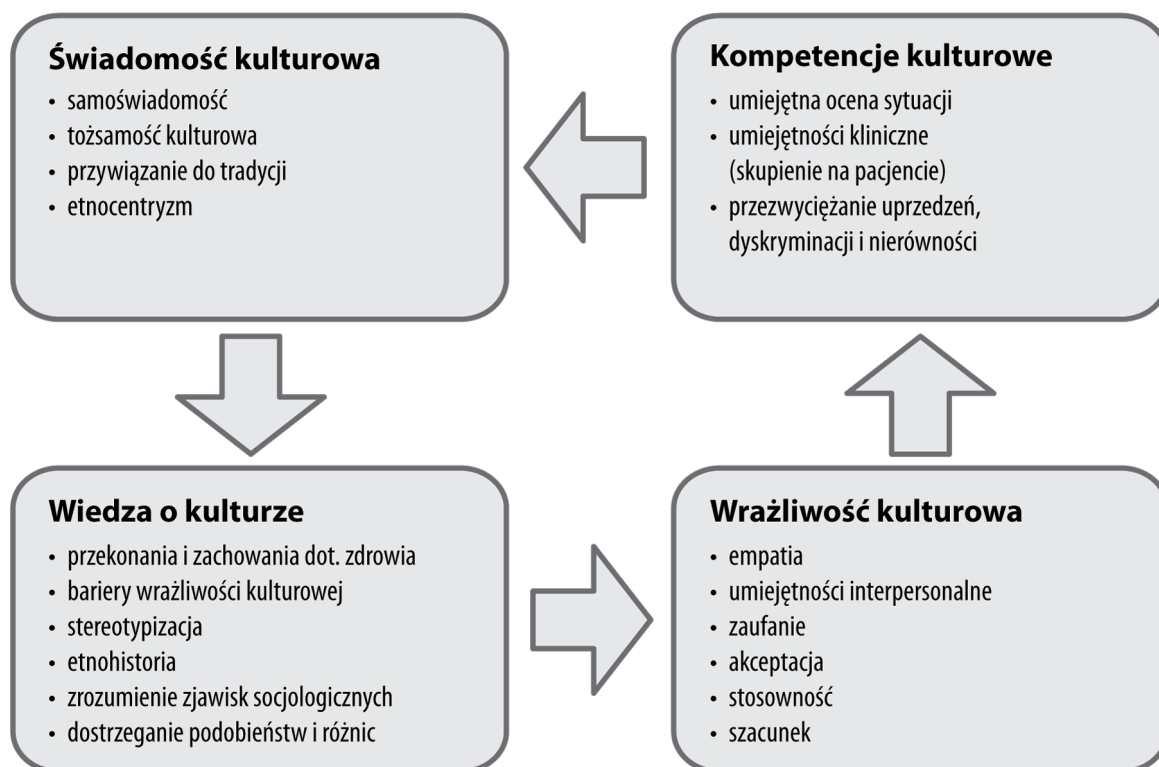 Świadomość kulturowa
• samoświadomość
• tożsamość kulturowa
• przywiązanie do tradycji
• etnocentryzm
Kompetencje kulturowe
• umiejętna ocena sytuacji
• umiejętności kliniczne
(skupienie na pacjencie)
• przezwyciężanie uprzedzeń,
dyskryminacji i nierówności
Wiedza o kulturze
• przekonania i zachowania dot. zdrowia
• bariery wrażliwości kulturowej
• stereotypizacja
• etnohistoria
• zrozumienie zjawisk socjologicznych
• dostrzeganie podobieństw i różnic
Wrażliwość kulturowa
• empatia
• umiejętności interpersonalne
• zaufanie
• akceptacja
• stosowność
• szacunek